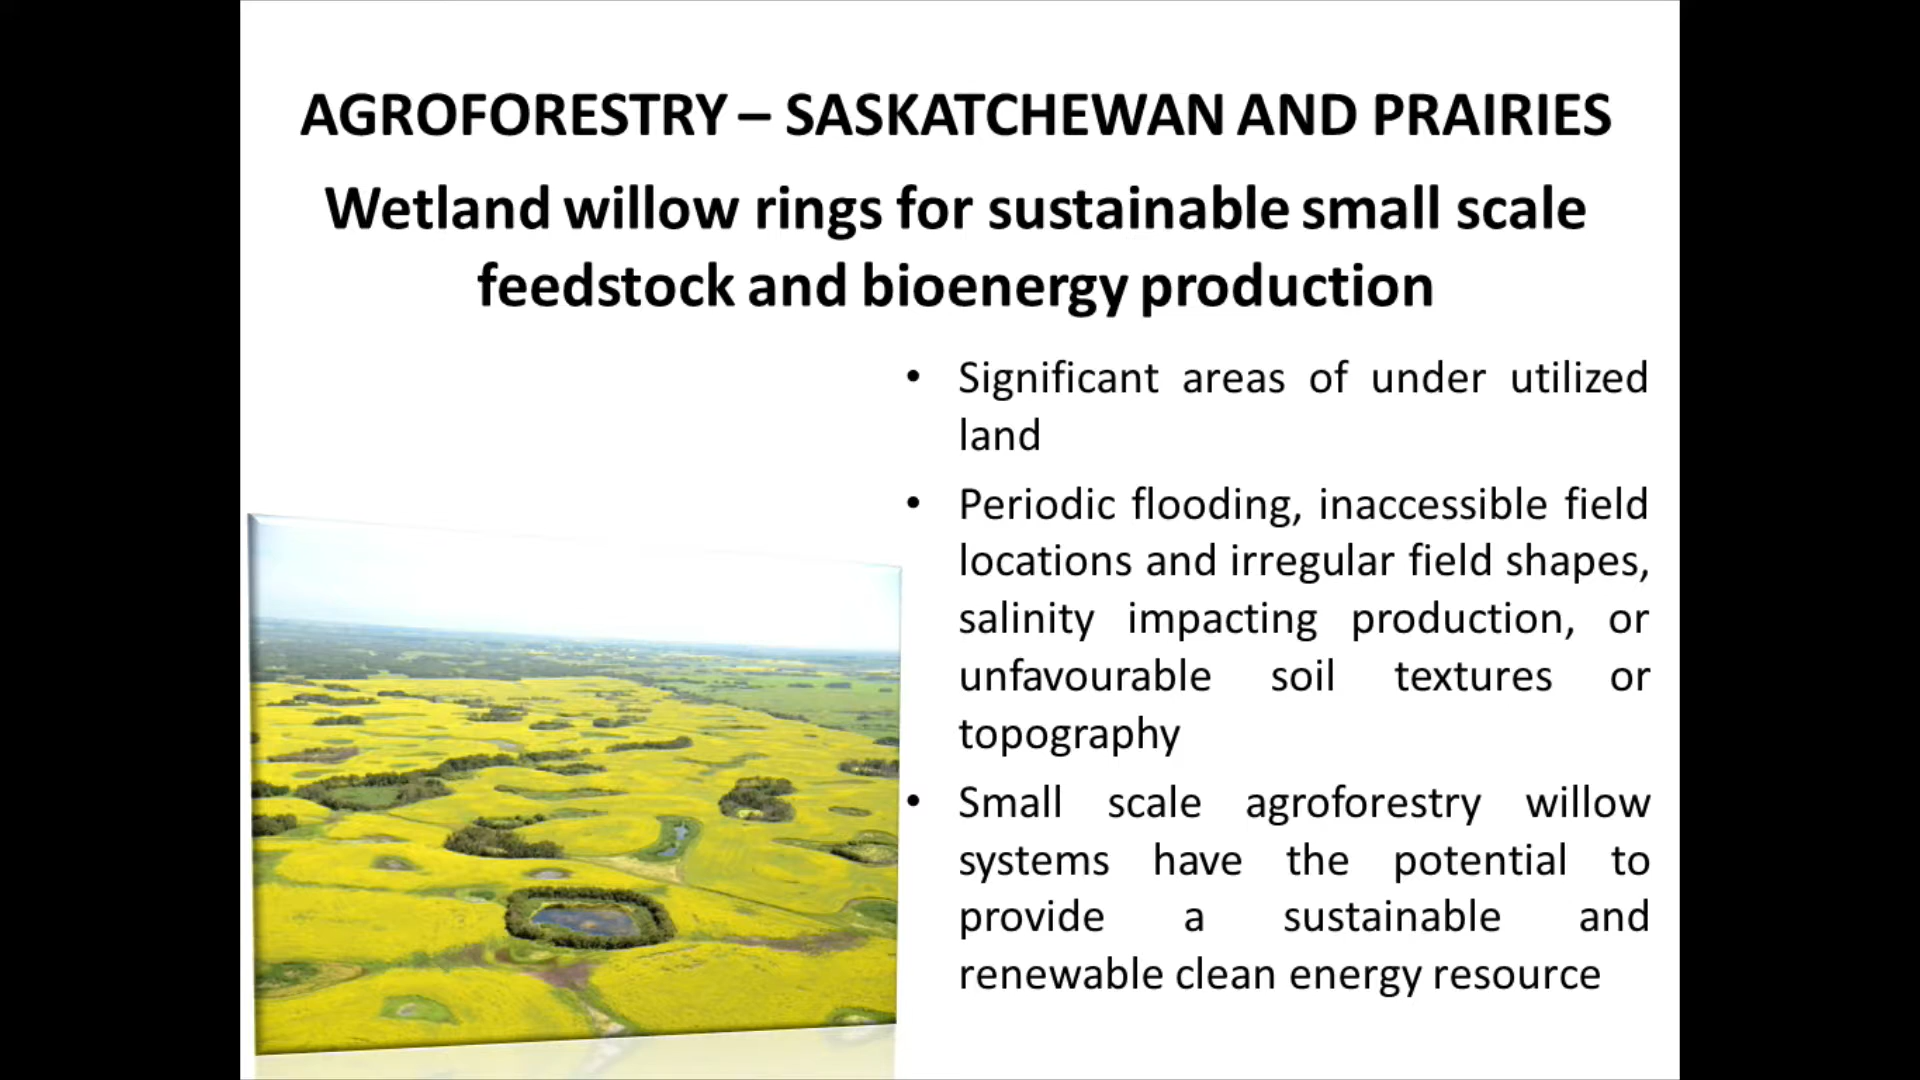 AGROFORESTRY – SASKATCHEWAN AND PRAIRIES
Wetland willow rings for sustainable small scale
feedstock and bioenergy production
• Significant areas of under utilized
land
• Periodic flooding, inaccessible field
locations and irregular field shapes,
salinity impacting production, or
unfavourable soil textures or
topography
• Small scale agroforestry willow
systems have the potential to
provide a sustainable and
renewable clean energy resource